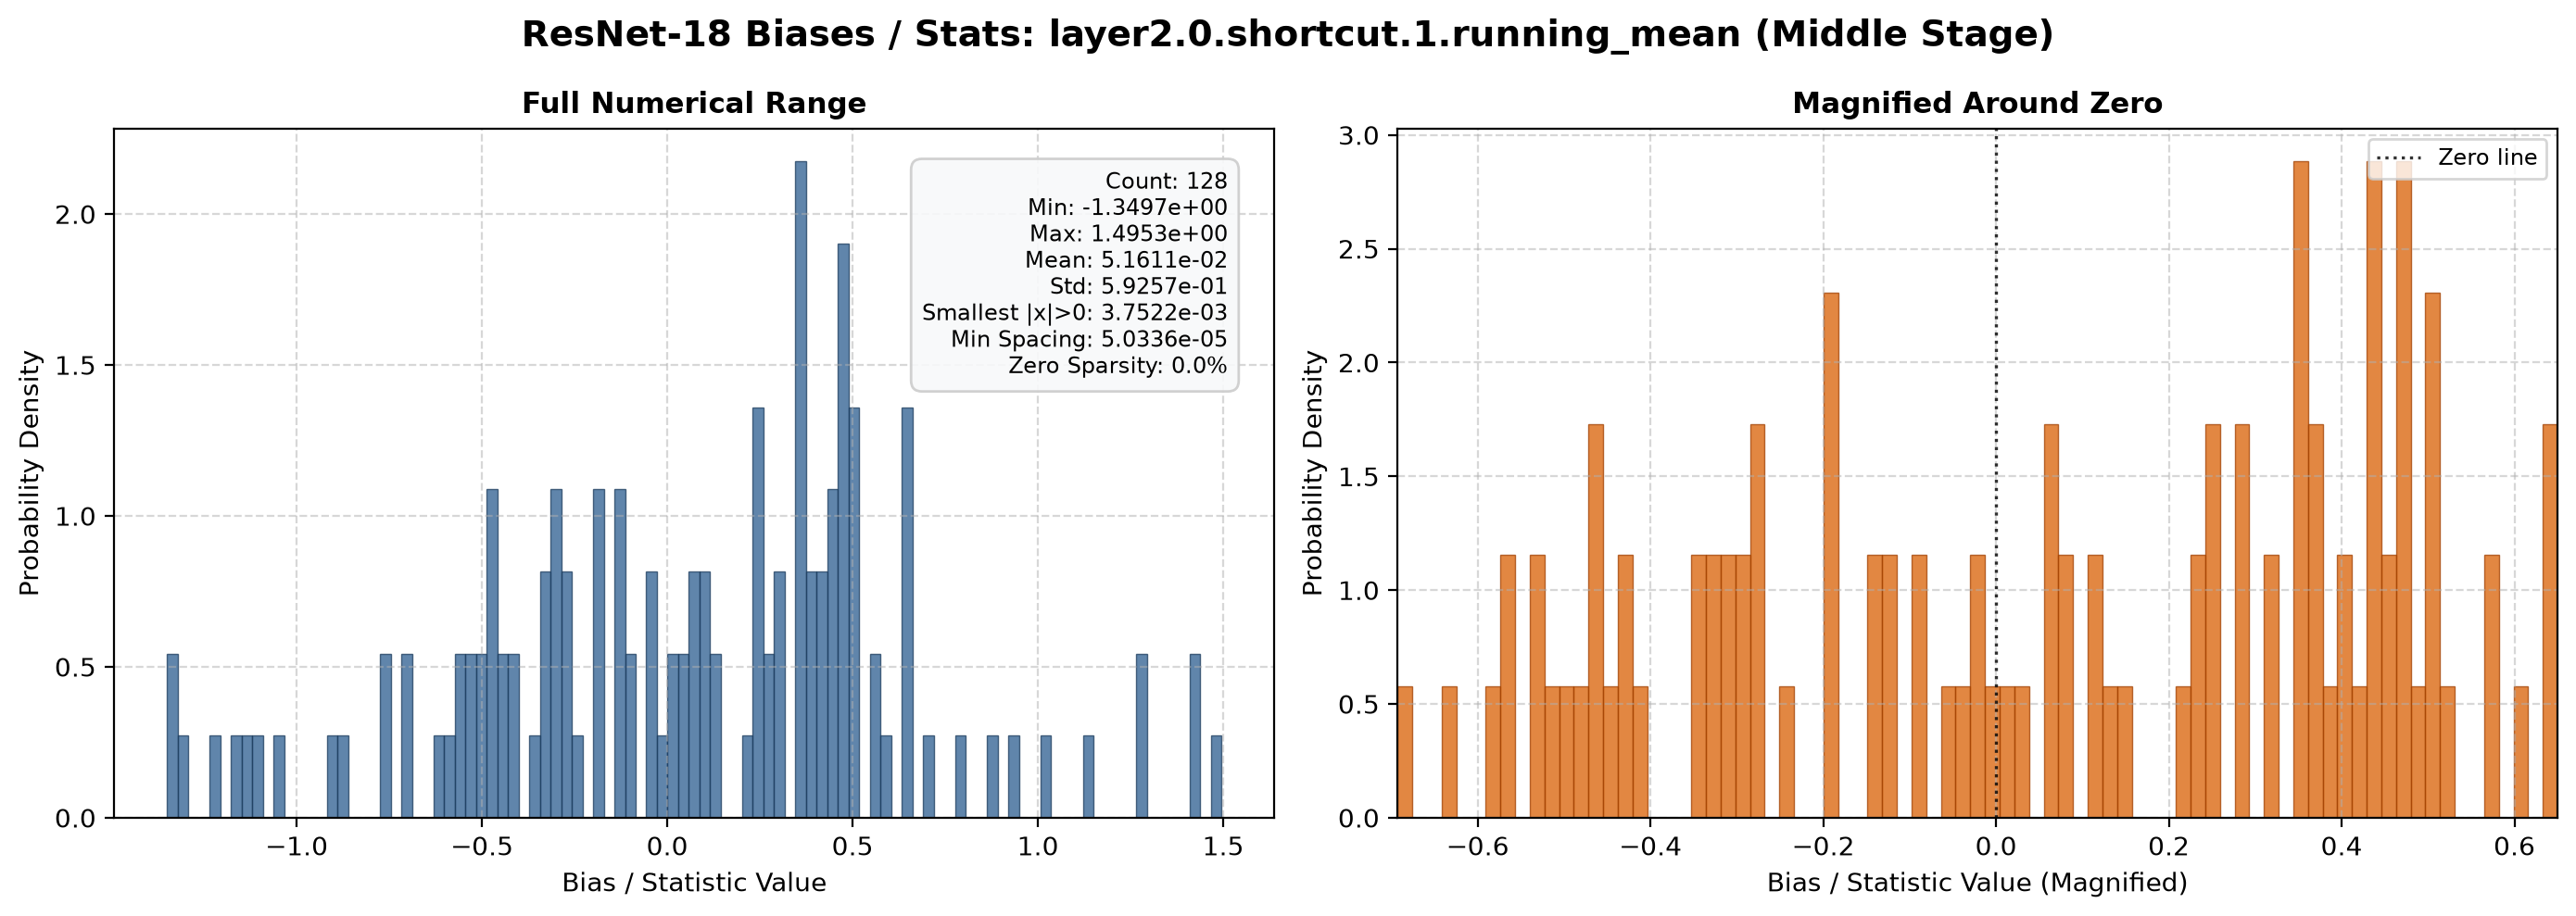 ResNet-18 Biases / Stats: layer2.0.shortcut.1.running_mean (Middle Stage)
Full Numerical Range
Probability Density
2.0
1.5
1.0
0.5
0.0
Count: 128
Min: -1.3497e+00
Max: 1.4953e+00
Mean: 5.1611e-02
Std: 5.9257e-01
Smallest |x|>0: 3.7522e-03
Min Spacing: 5.0336e-05
Zero Sparsity: 0.0%
−1.0 −0.5 0.0 0.5 1.0 1.5
Bias / Statistic Value
Magnified Around Zero
Probability Density
3.0
2.5
2.0
1.5
1.0
0.5
0.0
Zero line
−0.6 −0.4 −0.2 0.0 0.2 0.4 0.6
Bias / Statistic Value (Magnified)